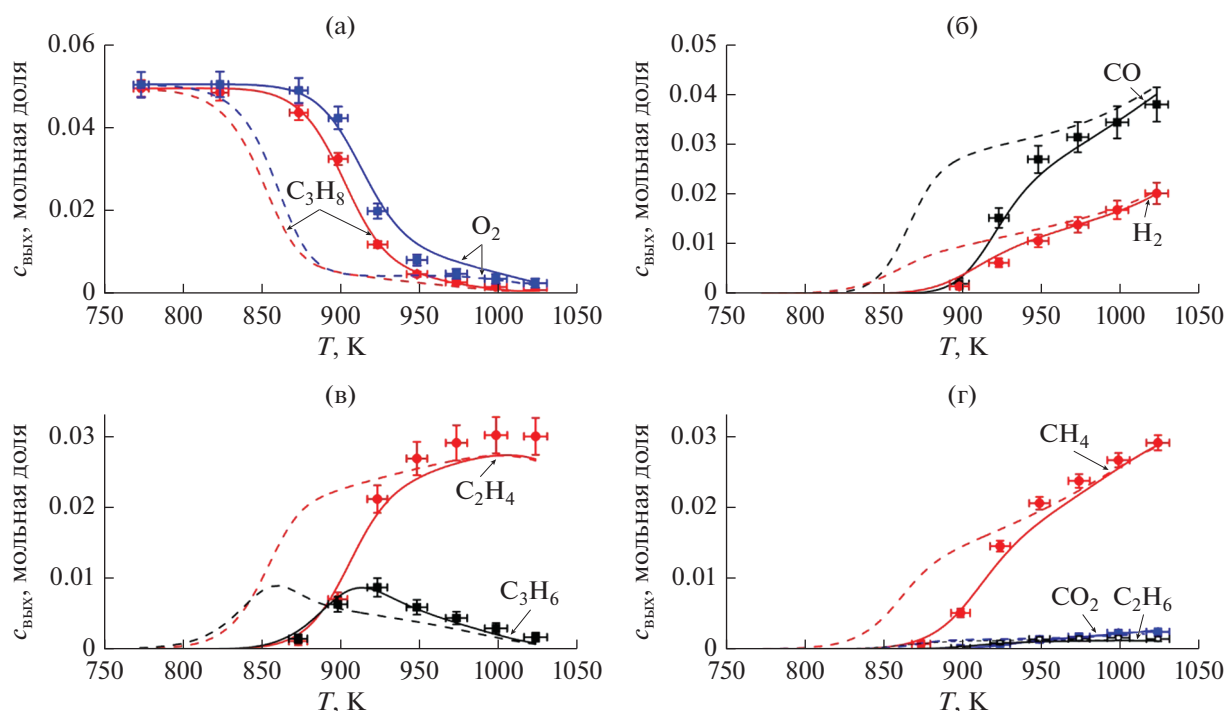 (а)
0.06
0.04
0.02
0
c вых, мольная доля
C3H8
O2
750 800 850 900 950 1000 1050
T, K
(б)
0.05
0.04
0.03
0.02
0.01
0
c вых, мольная доля
CO
H2
750 800 850 900 950 1000 1050
T, K
(в)
0.03
0.02
0.01
0
c вых, мольная доля
C2H4
C3H6
750 800 850 900 950 1000 1050
T, K
(г)
0.03
0.02
0.01
0
c вых, мольная доля
CH4
CO2 C2H6
750 800 850 900 950 1000 1050
T, K